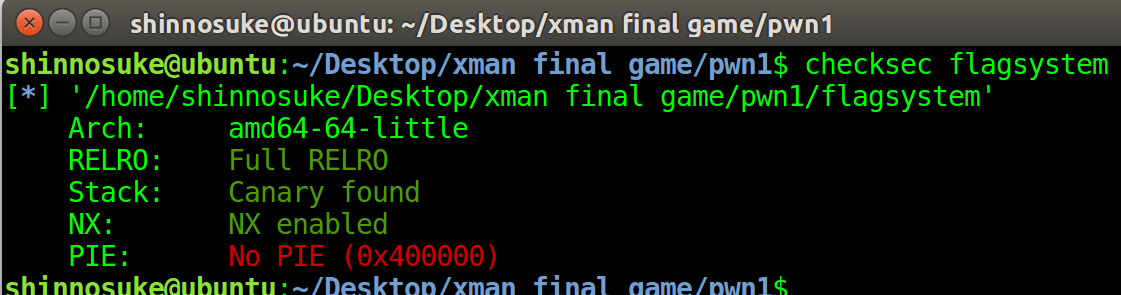 shinnosuke@ubuntu: ~/Desktop/xman final game/pwn1
shinnosuke@ubuntu:~/Desktop/xman final game/pwn1$ checksec flagsystem
[*] '/home/shinnosuke/Desktop/xman final game/pwn1/flagsystem'
Arch: amd64-64-little
RELRO: Full RELRO
Stack: Canary found
NX: NX enabled
PIE: No PIE (0x400000)
shinnosuke@ubuntu:~/Desktop/xman final game/pwn1$